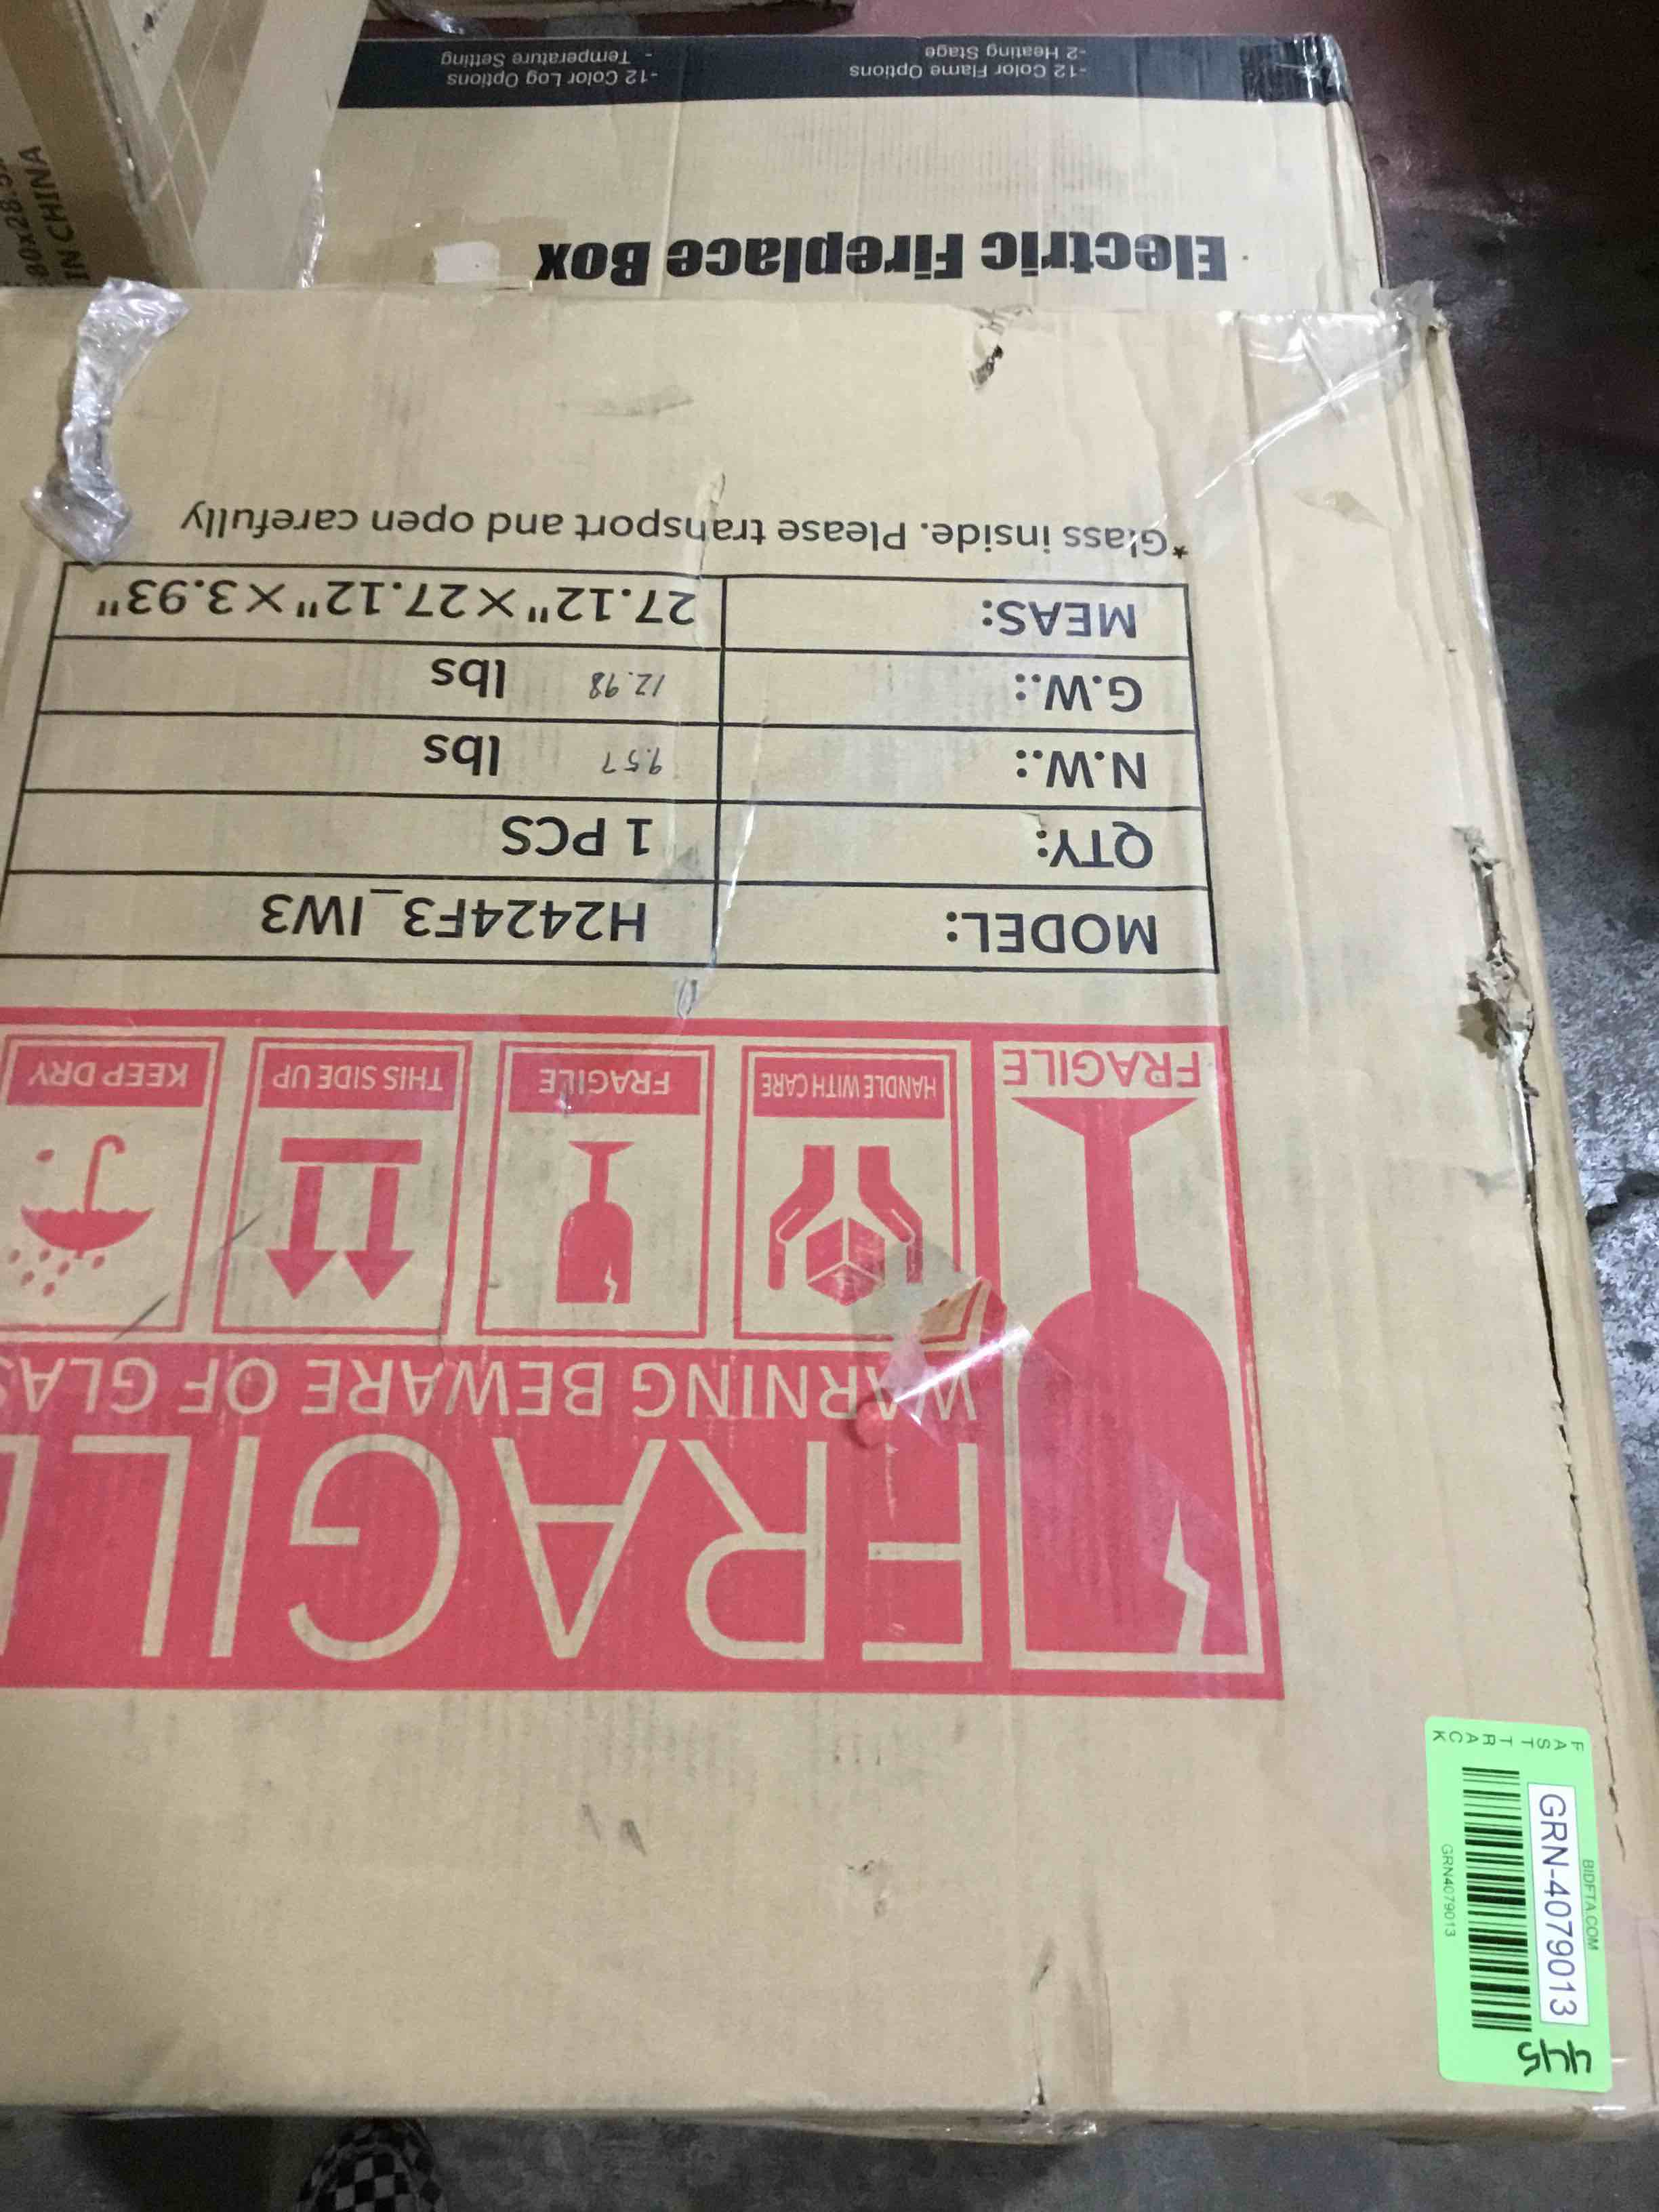 FRAGILE
WARNING BEWARE OF GLAS
FRAGILE
HANDLE WITH CARE
FRAGILE
THIS SIDE UP
KEEP DRY
MODEL: H2424F3_IW3
QTY: 1 PCS
N.W.: 9.57 lbs
G.W.: 12.98 lbs
MEAS: 27.12"×27.12"×3.93"
*Glass inside. Please transport and open carefully
Electric Fireplace Box
-12 Color Flame Options
-2 Heating Stage
-12 Color Log Options
- Temperature Setting
IN CHINA
BIDFTA.COM
GRN-4079013
GRN4079013
FAST TRACK
445